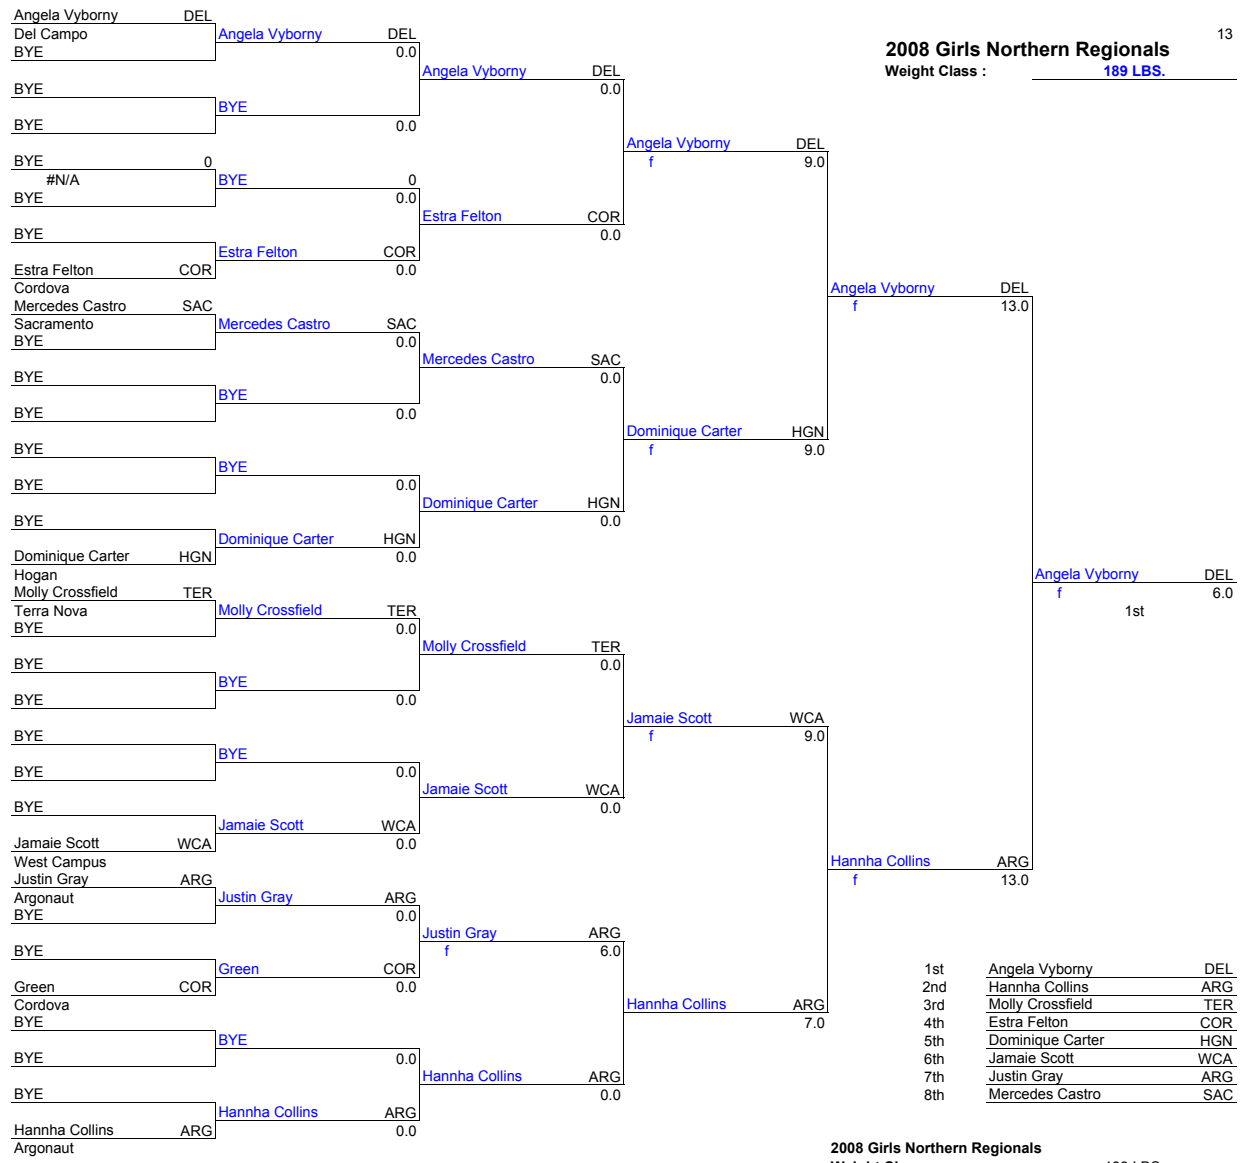 Angela Vyborny DEL
Del Campo
BYE
Angela Vyborny DEL
0.0
BYE
BYE
BYE
0.0
Angela Vyborny DEL
0.0
BYE 0
#N/A
BYE
BYE 0
0.0
BYE
Estra Felton COR
Cordova
Estra Felton COR
0.0
Estra Felton COR
0.0
Angela Vyborny DEL
f 9.0
Mercedes Castro SAC
Sacramento
BYE
Mercedes Castro SAC
0.0
BYE
BYE
BYE
0.0
Mercedes Castro SAC
0.0
BYE
BYE
BYE
0.0
BYE
Dominique Carter HGN
Hogan
Dominique Carter HGN
0.0
Dominique Carter HGN
0.0
Dominique Carter HGN
f 9.0
Angela Vyborny DEL
f 13.0
Molly Crossfield TER
Terra Nova
BYE
Molly Crossfield TER
0.0
BYE
BYE
BYE
0.0
Molly Crossfield TER
0.0
BYE
BYE
BYE
0.0
BYE
Jamaie Scott WCA
West Campus
Jamaie Scott WCA
0.0
Jamaie Scott WCA
0.0
Jamaie Scott WCA
f 9.0
Justin Gray ARG
Argonaut
BYE
Justin Gray ARG
0.0
BYE
Green COR
Cordova
Green COR
0.0
Justin Gray ARG
f 6.0
BYE
BYE
BYE
0.0
BYE
Hannha Collins ARG
Argonaut
Hannha Collins ARG
0.0
Hannha Collins ARG
0.0
Hannha Collins ARG
7.0
Hannha Collins ARG
f 13.0
Angela Vyborny DEL
f 6.0
1st
13
2008 Girls Northern Regionals
Weight Class : 189 LBS.
1st Angela Vyborny DEL
2nd Hannha Collins ARG
3rd Molly Crossfield TER
4th Estra Felton COR
5th Dominique Carter HGN
6th Jamaie Scott WCA
7th Justin Gray ARG
8th Mercedes Castro SAC
2008 Girls Northern Regionals